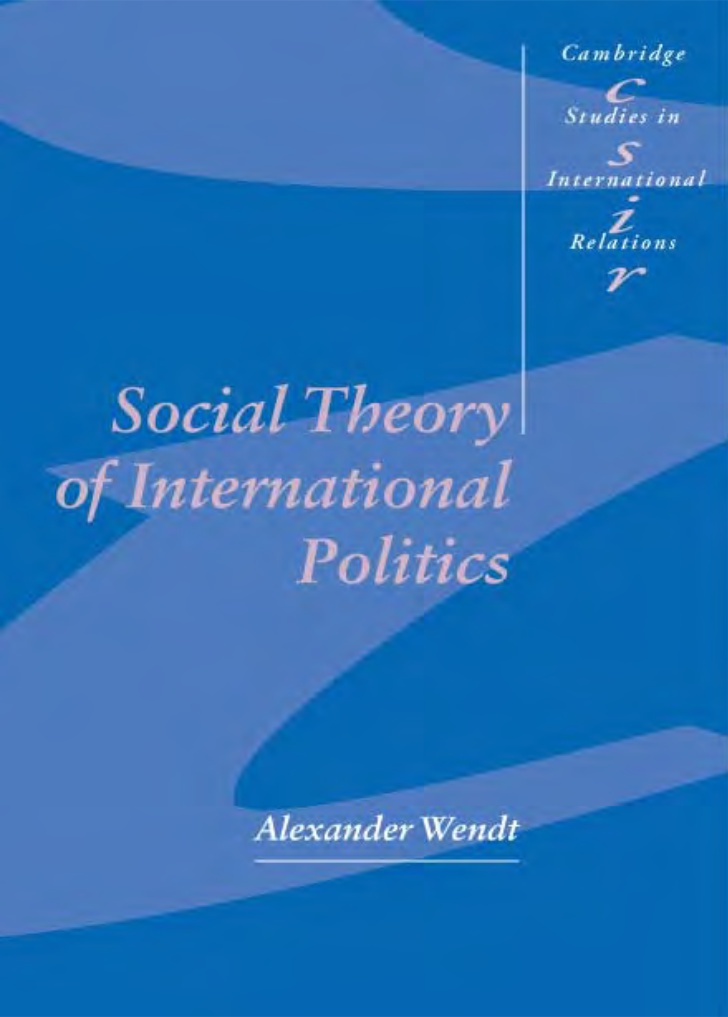 Cambridge
C
Studies in
S
International
i
Relations
r
Social Theory
of International
Politics
Alexander Wendt